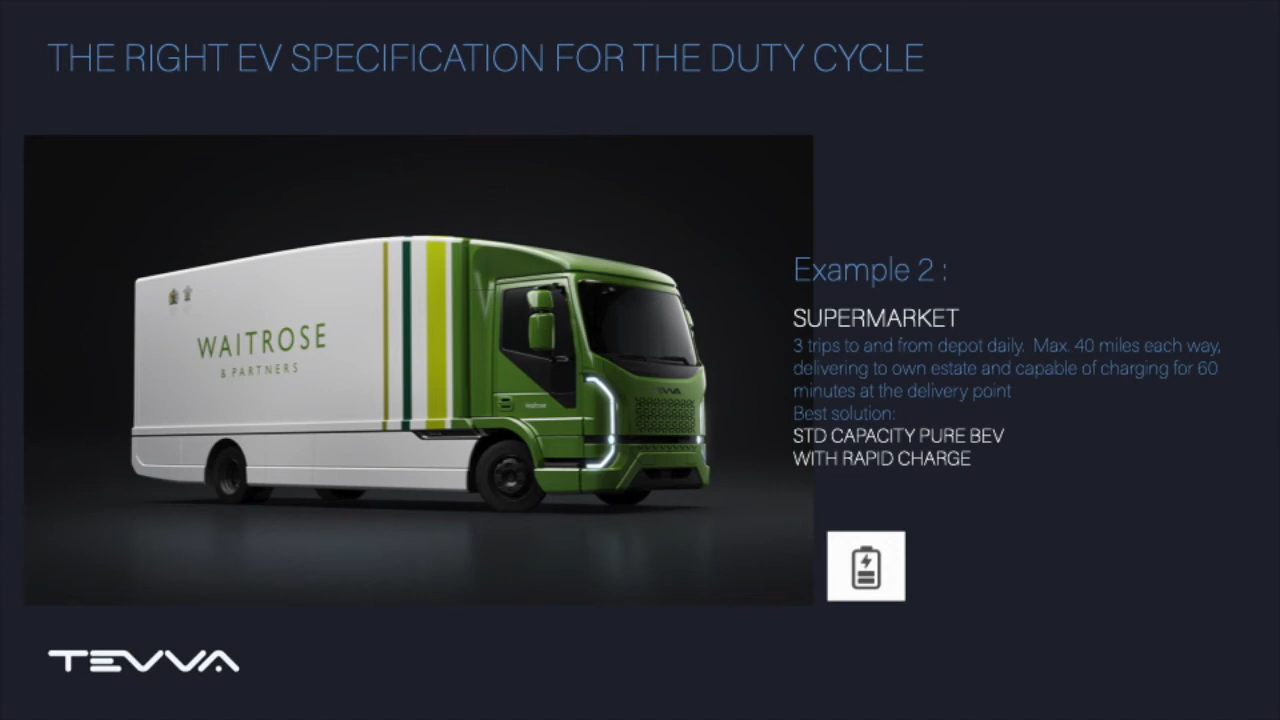 THE RIGHT EV SPECIFICATION FOR THE DUTY CYCLE
WAITROSE
& PARTNERS
TEVVA
Waitrose
Example 2 :
SUPERMARKET
3 trips to and from depot daily. Max. 40 miles each way,
delivering to own estate and capable of charging for 60
minutes at the delivery point
Best solution:
STD CAPACITY PURE BEV
WITH RAPID CHARGE
TEVVA